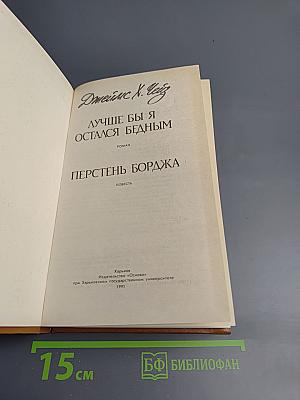 Джеймс Х. Чейз
ЛУЧШЕ БЫ Я
ОСТАЛСЯ БЕДНЫМ
РОМАН
ПЕРСТЕНЬ БОРДЖА
ПОВЕСТЬ
Харьков
Издательство «Основа»
при Харьковском государственном университете
1991
15 см
БФ БИБЛИОФАН